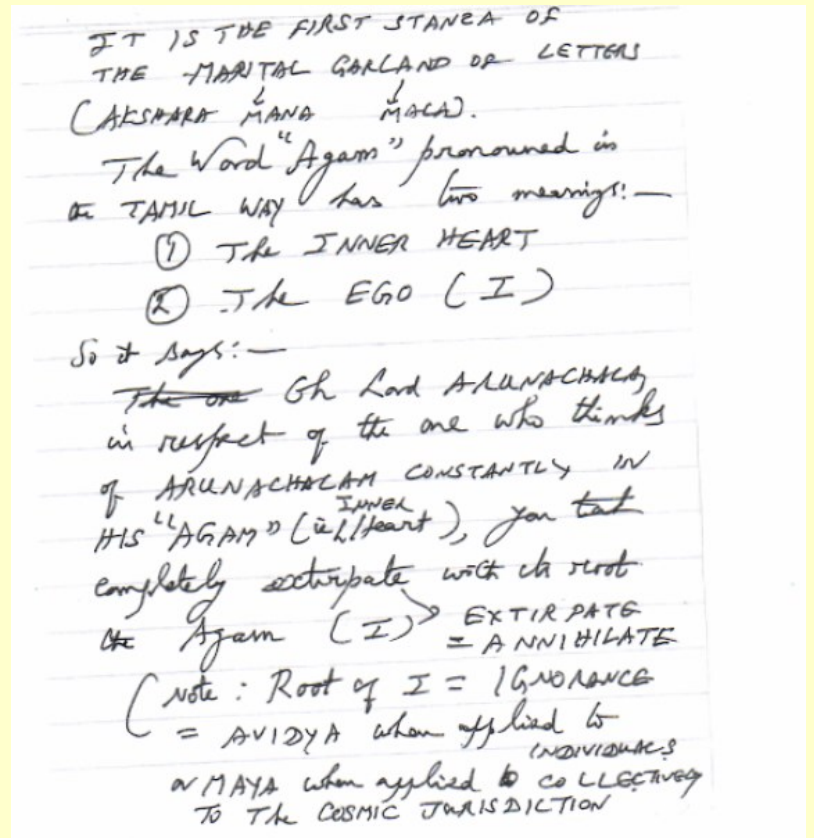 IT IS THE FIRST STANZA OF
THE MARITAL GARLAND OF LETTERS
(AKSHARA MANA MALA).
The Word "Agam" pronounced in
the TAMIL WAY has two meanings:—
① The INNER HEART
② The EGO (I)
So it says:—
The one Oh Lord ARUNACHALA,
in respect of the one who thinks
of ARUNACHALAM CONSTANTLY IN
INNER
HIS "AGAM" (ie Heart), you
completely extirpate with its root
the Agam (I) EXTIRPATE
= ANNIHILATE
(Note: Root of I = IGNORANCE
= AVIDYA when applied to
INDIVIDUALS
or MAYA when applied to COLLECTIVELY
TO The COSMIC JURISDICTION